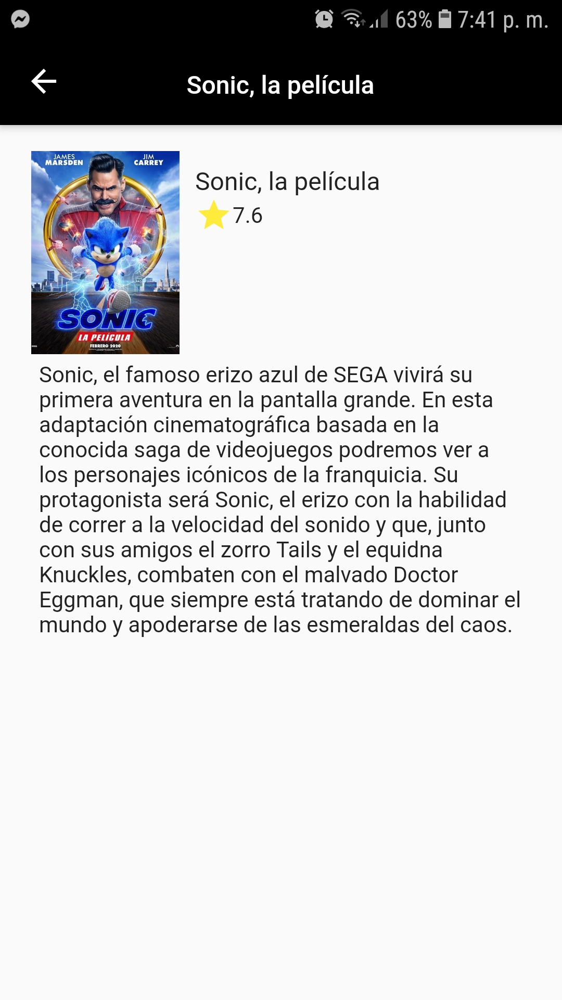 63% 7:41 p. m.
Sonic, la película
JAMES MARSDEN
JIM CARREY
Sonic, la película
7.6
70
SONIC
LA PELÍCULA
FEBRERO 2020
Sonic, el famoso erizo azul de SEGA vivirá su
primera aventura en la pantalla grande. En esta
adaptación cinematográfica basada en la
conocida saga de videojuegos podremos ver a
los personajes icónicos de la franquicia. Su
protagonista será Sonic, el erizo con la habilidad
de correr a la velocidad del sonido y que, junto
con sus amigos el zorro Tails y el equidna
Knuckles, combaten con el malvado Doctor
Eggman, que siempre está tratando de dominar el
mundo y apoderarse de las esmeraldas del caos.